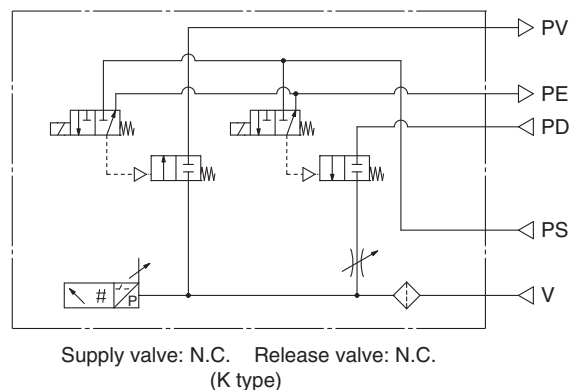 PV
PE
PD
PS
# P
V
Supply valve: N.C. Release valve: N.C.
(K type)